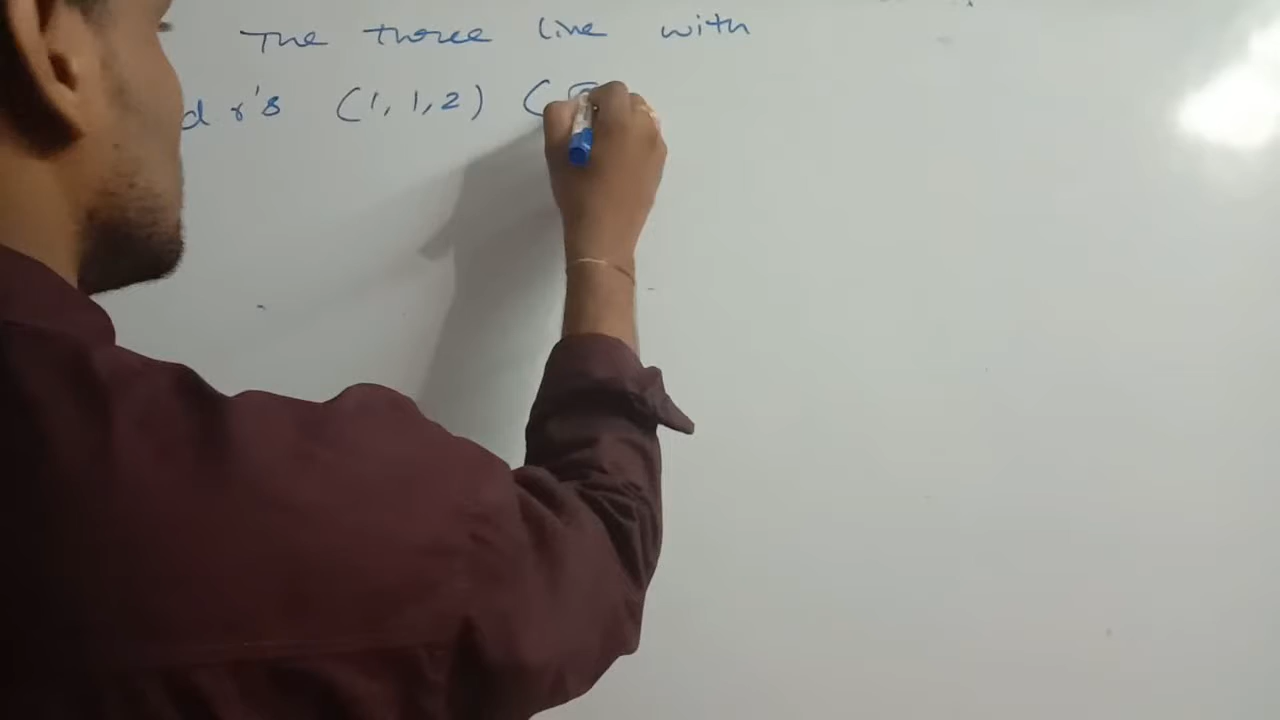 The three line with
d r's (1, 1, 2) (